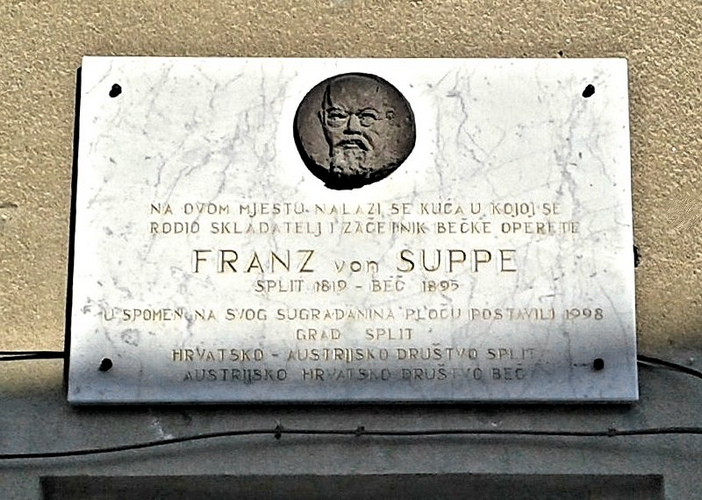 NA OVOM MJESTU NALAZI SE KUĆA U KOJOJ SE
RODIO SKLADATELJ I ZAČETNIK BEČKE OPERETE
FRANZ von SUPPE
SPLIT 1819 - BEČ 1895
U SPOMEN NA SVOG SUGRAĐANINA PLOČU POSTAVILI 1998
GRAD SPLIT
HRVATSKO - AUSTRIJSKO DRUŠTVO SPLIT
AUSTRIJSKO HRVATSKO DRUŠTVO BEČ